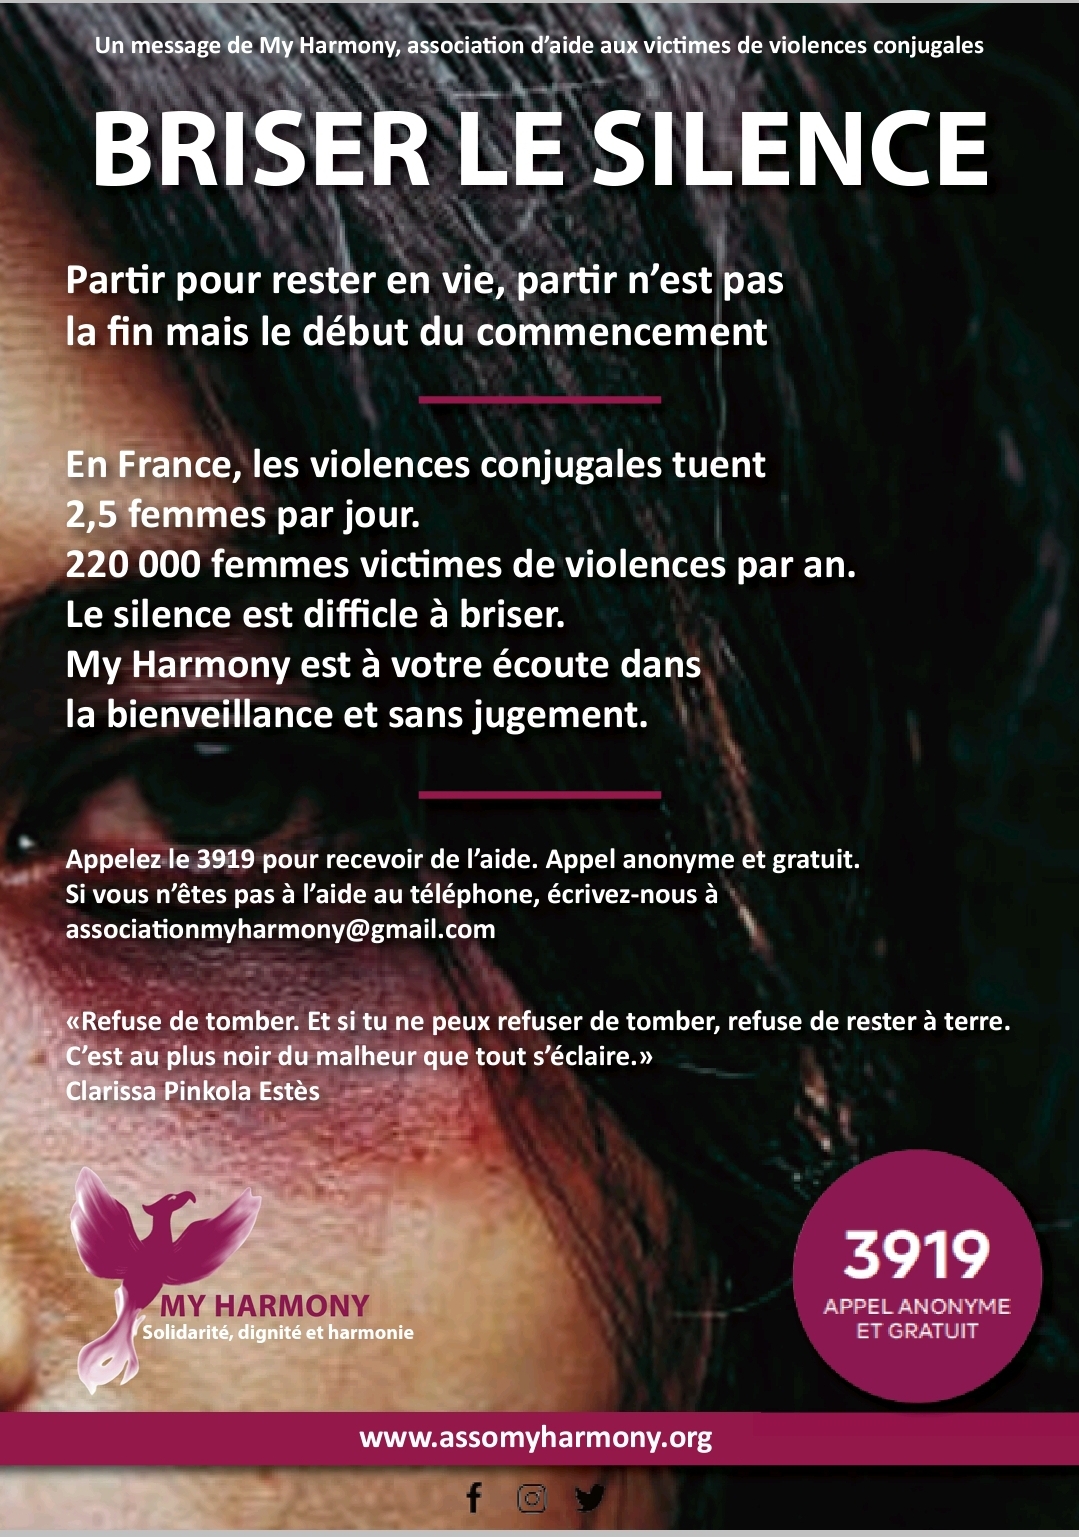 Un message de My Harmony, association d’aide aux victimes de violences conjugales
BRISER LE SILENCE
Partir pour rester en vie, partir n’est pas
la fin mais le début du commencement
En France, les violences conjugales tuent
2,5 femmes par jour.
220 000 femmes victimes de violences par an.
Le silence est difficle à briser.
My Harmony est à votre écoute dans
la bienveillance et sans jugement.
Appelez le 3919 pour recevoir de l’aide. Appel anonyme et gratuit.
Si vous n’êtes pas à l’aide au téléphone, écrivez-nous à
associationmyharmony@gmail.com
«Refuse de tomber. Et si tu ne peux refuser de tomber, refuse de rester à terre.
C’est au plus noir du malheur que tout s’éclaire.»
Clarissa Pinkola Estès
MY HARMONY
Solidarité, dignité et harmonie
3919
APPEL ANONYME
ET GRATUIT
www.assomyharmony.org